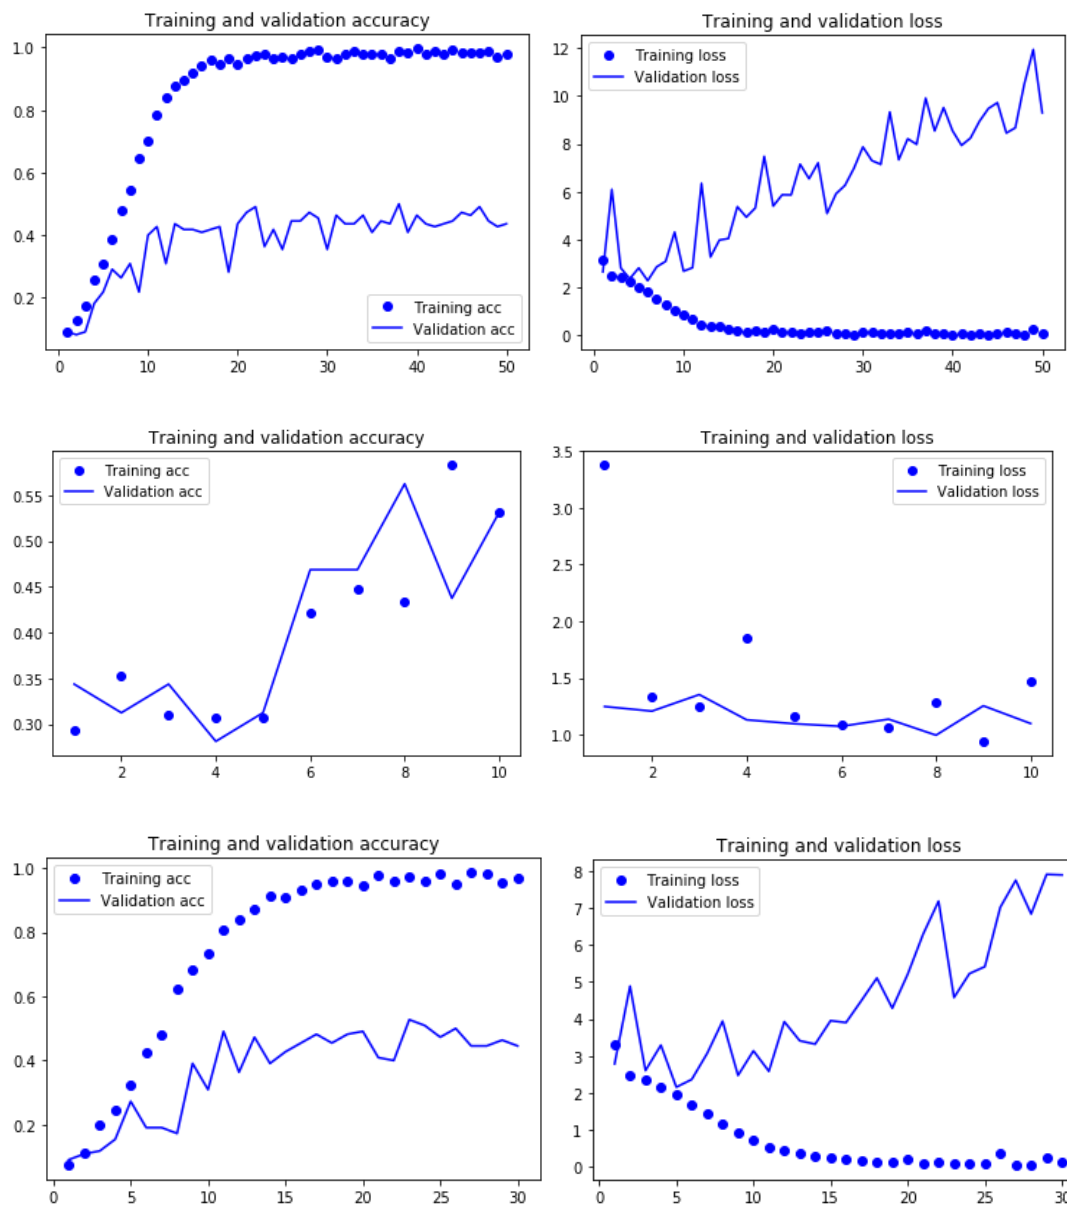 Training and validation accuracy
1.0
0.8
0.6
0.4
0.2
0 10 20 30 40 50
Training acc
Validation acc
Training and validation loss
12
10
8
6
4
2
0
0 10 20 30 40 50
Training loss
Validation loss
Training and validation accuracy
0.55
0.50
0.45
0.40
0.35
0.30
2 4 6 8 10
Training acc
Validation acc
Training and validation loss
3.5
3.0
2.5
2.0
1.5
1.0
2 4 6 8 10
Training loss
Validation loss
Training and validation accuracy
1.0
0.8
0.6
0.4
0.2
0 5 10 15 20 25 30
Training acc
Validation acc
Training and validation loss
8
7
6
5
4
3
2
1
0
0 5 10 15 20 25 30
Training loss
Validation loss